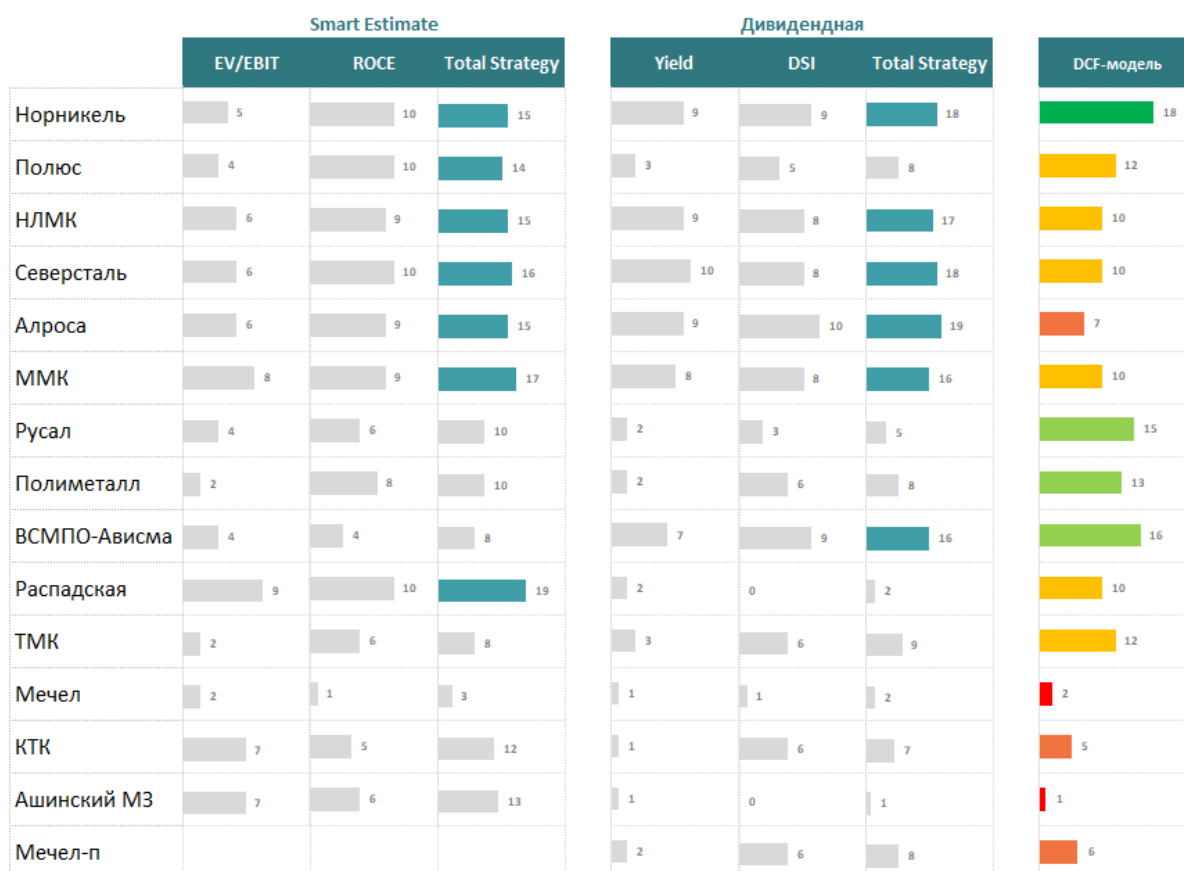 Smart Estimate Дивидендная
EV/EBIT ROCE Total Strategy Yield DSI Total Strategy DCF-модель
Норникель 5 10 15 9 9 18 18
Полюс 4 10 14 3 5 8 12
НЛМК 6 9 15 9 8 17 10
Северсталь 6 10 16 10 8 18 10
Алроса 6 9 15 9 10 19 7
ММК 8 9 17 8 8 16 10
Русал 4 6 10 2 3 5 15
Полиметалл 2 8 10 2 6 8 13
ВСМПО-Ависма 4 4 8 7 9 16 16
Распадская 9 10 19 2 0 2 10
ТМК 2 6 8 3 6 9 12
Мечел 2 1 3 1 1 2 2
КТК 7 5 12 1 6 7 5
Ашинский МЗ 7 6 13 1 0 1 1
Мечел-п 2 6 8 6